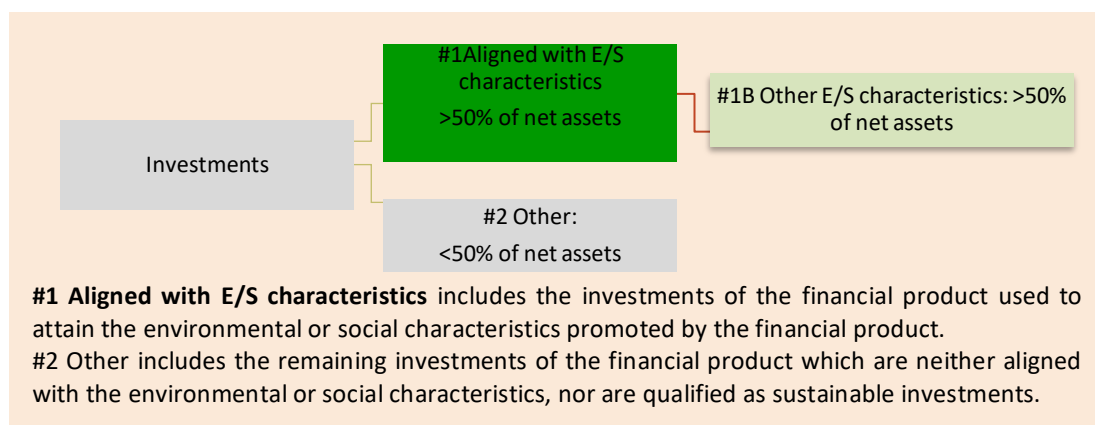 #1Aligned with E/S
characteristics
>50% of net assets
#1B Other E/S characteristics: >50%
of net assets
Investments
#2 Other:
<50% of net assets
#1 Aligned with E/S characteristics includes the investments of the financial product used to
attain the environmental or social characteristics promoted by the financial product.
#2 Other includes the remaining investments of the financial product which are neither aligned
with the environmental or social characteristics, nor are qualified as sustainable investments.